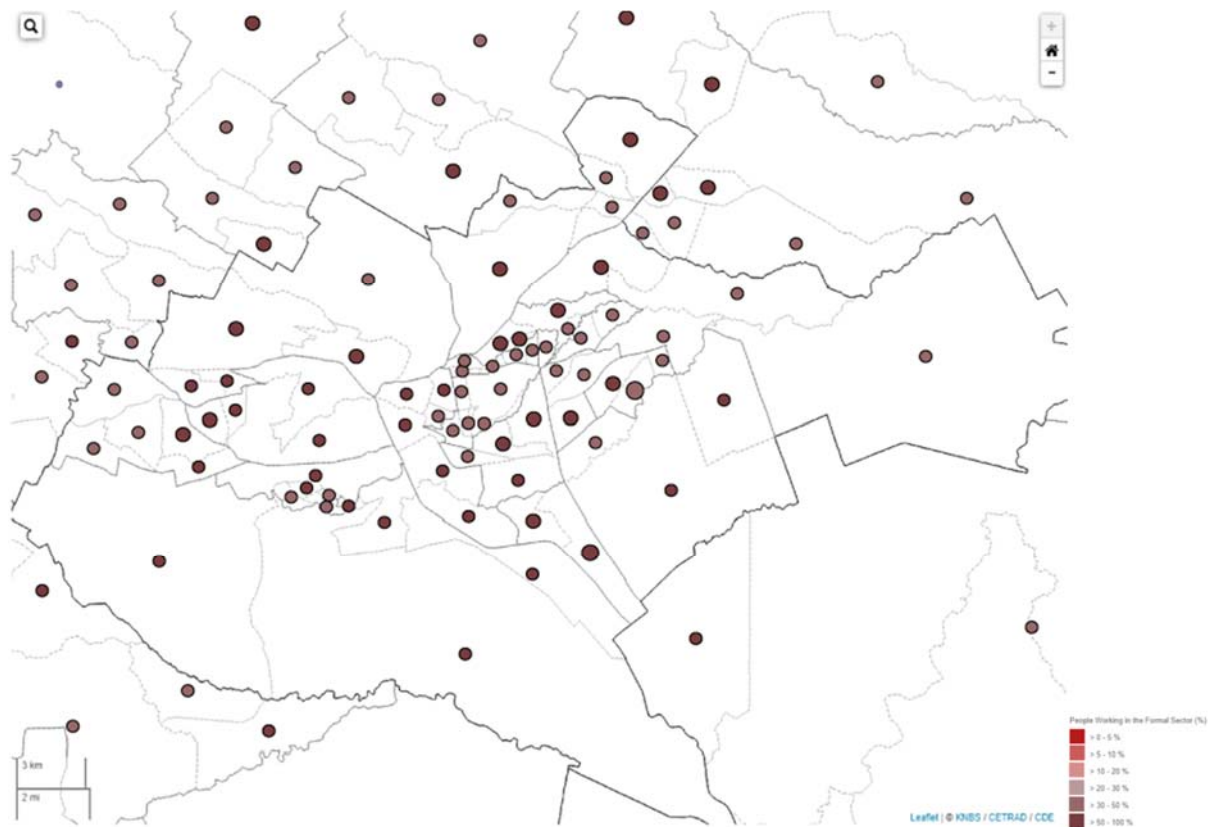 +
-
3 km
2 mi
People Working in the Formal Sector (%)
> 0 - 5 %
> 5 - 10 %
> 10 - 20 %
> 20 - 30 %
> 30 - 50 %
> 50 - 100 %
Leaflet | © KNBS / CETRAD / CDE